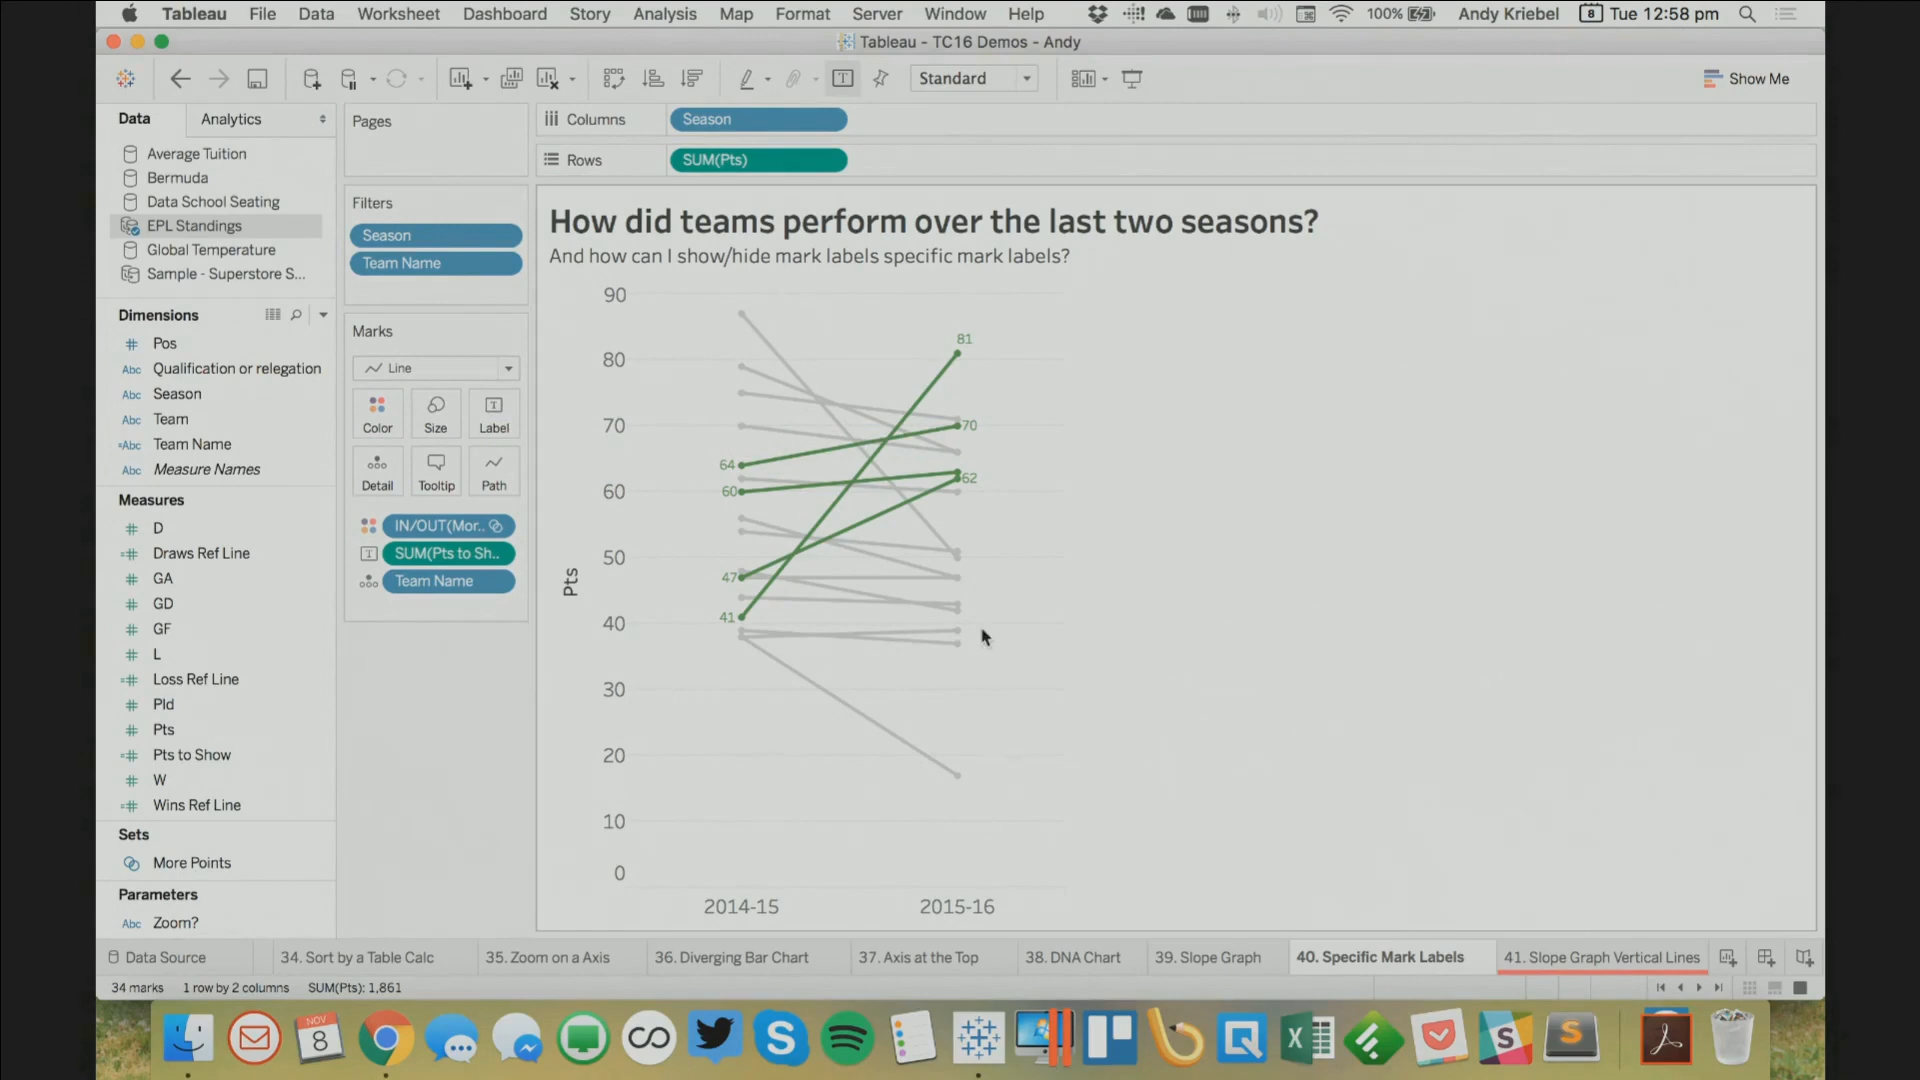 Tableau File Data Worksheet Dashboard Story Analysis Map Format Server Window Help 100% Andy Kriebel 8 Tue 12:58 pm
Tableau - TC16 Demos - Andy
Standard Show Me
Data Analytics
Average Tuition
Bermuda
Data School Seating
EPL Standings
Global Temperature
Sample - Superstore S...
Dimensions
# Pos
Abc Qualification or relegation
Abc Season
Abc Team
=Abc Team Name
Abc Measure Names
Measures
# D
=# Draws Ref Line
# GA
# GD
# GF
# L
=# Loss Ref Line
# Pld
# Pts
=# Pts to Show
# W
=# Wins Ref Line
Sets
More Points
Parameters
Abc Zoom?
Pages
Filters
Season
Team Name
Marks
Line
Color Size Label
Detail Tooltip Path
IN/OUT(Mor..
T SUM(Pts to Sh..
Team Name
Columns Season
Rows SUM(Pts)
How did teams perform over the last two seasons?
And how can I show/hide mark labels specific mark labels?
90
80
70
60
50
40
30
20
10
0
Pts
81
70
62
64
60
47
41
2014-15 2015-16
Data Source 34. Sort by a Table Calc 35. Zoom on a Axis 36. Diverging Bar Chart 37. Axis at the Top 38. DNA Chart 39. Slope Graph 40. Specific Mark Labels 41. Slope Graph Vertical Lines
34 marks 1 row by 2 columns SUM(Pts): 1,861
NOV
8